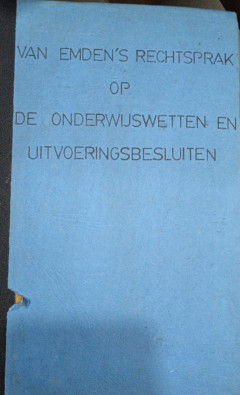 VAN EMDEN'S RECHTSPRAK
OP
DE ONDERWIJSWETTEN EN
UITVOERINGSBESLUITEN